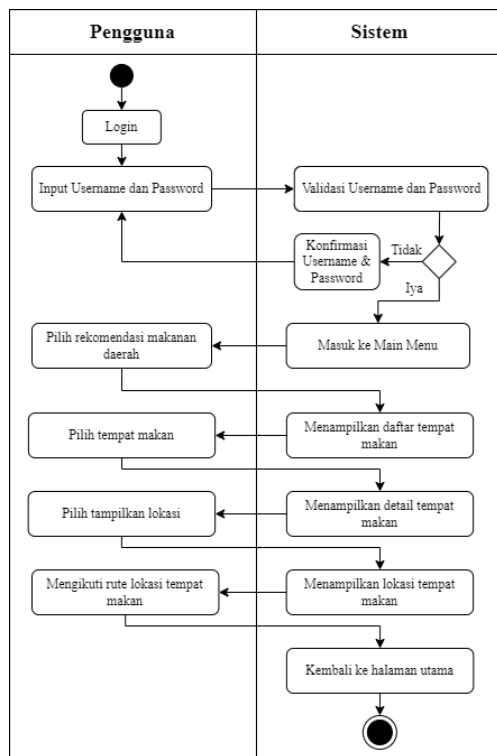 Pengguna
Sistem
Login
Input Username dan Password
Validasi Username dan Password
Konfirmasi
Username &
Password
Tidak
Iya
Pilih rekomendasi makanan
daerah
Masuk ke Main Menu
Pilih tempat makan
Menampilkan daftar tempat
makan
Pilih tampilkan lokasi
Menampilkan detail tempat
makan
Mengikuti rute lokasi tempat
makan
Menampilkan lokasi tempat
makan
Kembali ke halaman utama